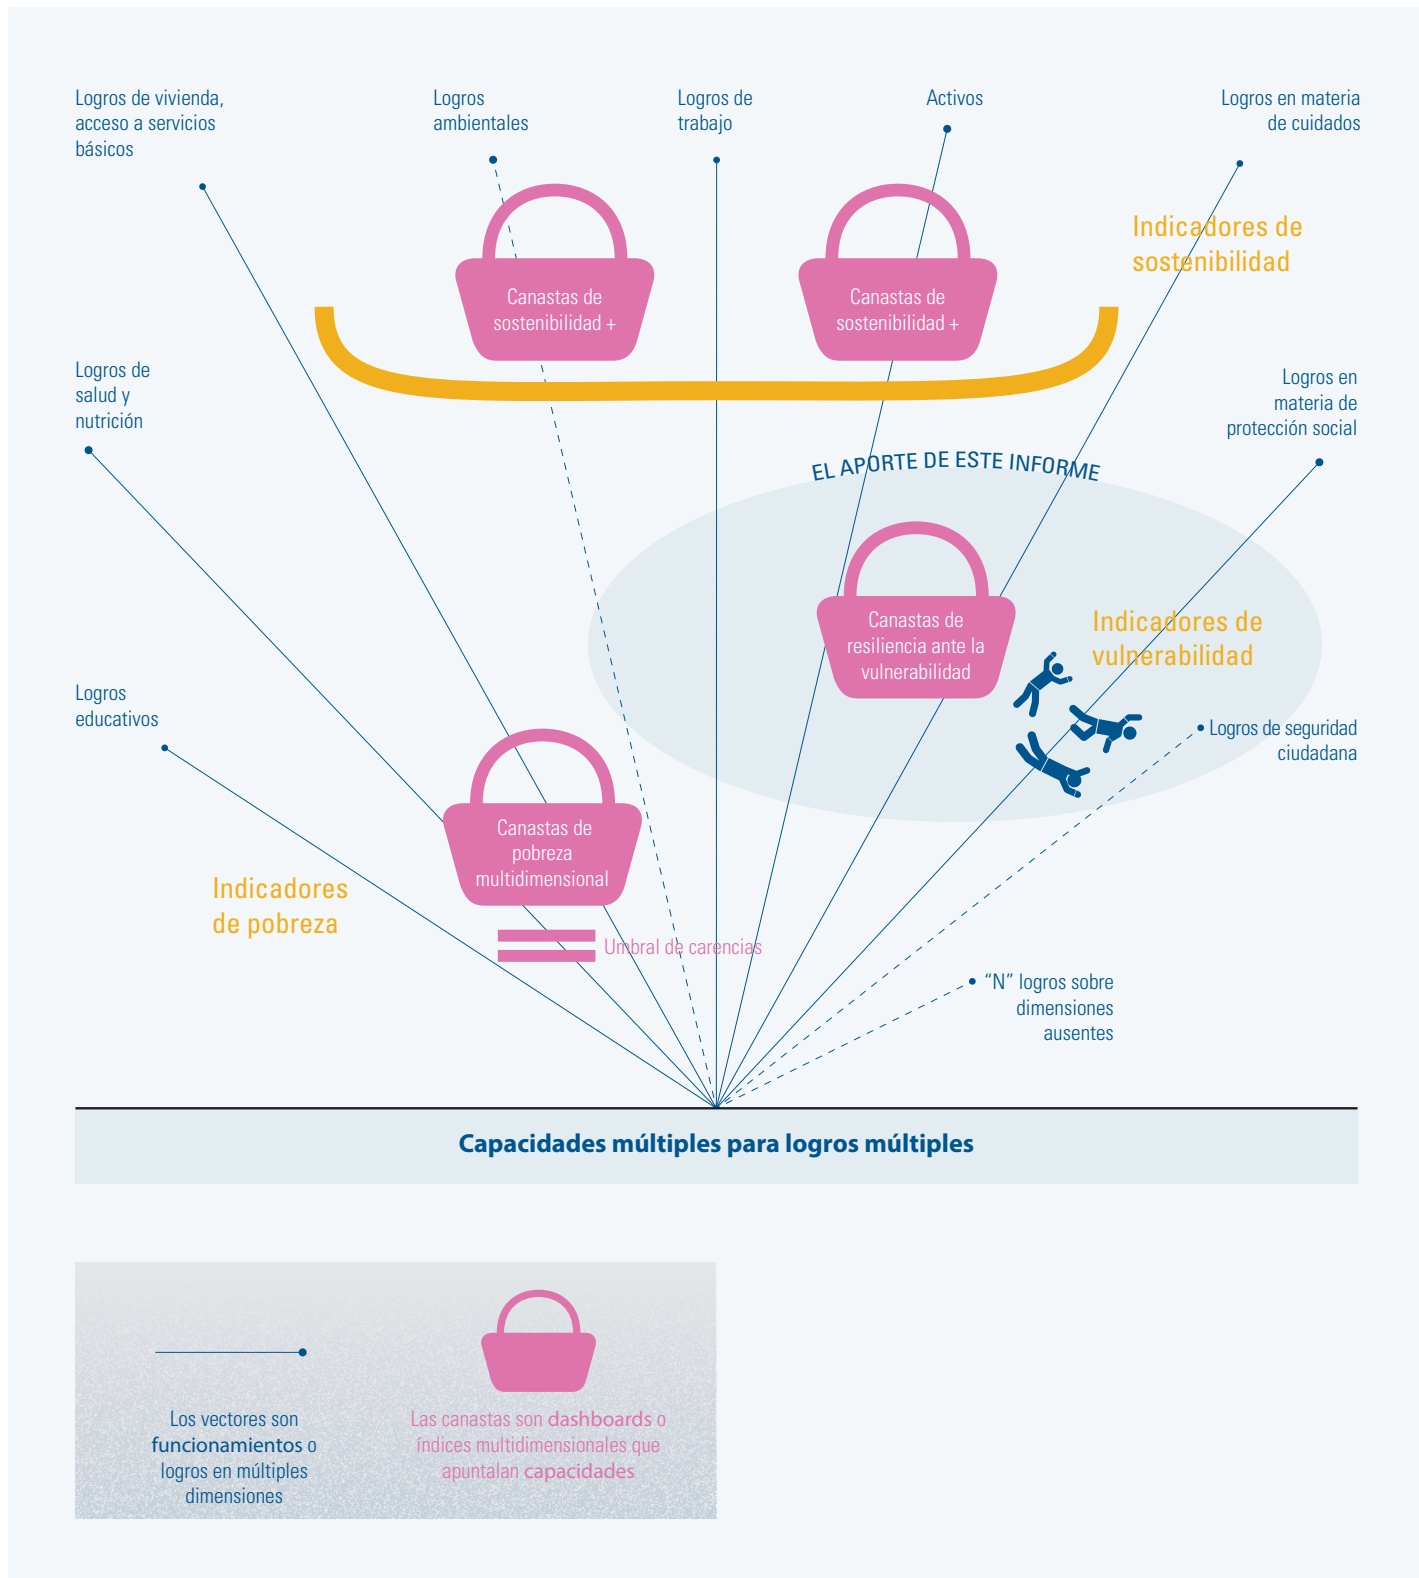 Logros de vivienda,
acceso a servicios
básicos
Logros
ambientales
Logros de
trabajo
Activos
Logros en materia
de cuidados
Indicadores de
sostenibilidad
Canastas de
sostenibilidad +
Canastas de
sostenibilidad +
Logros de
salud y
nutrición
Logros en
materia de
protección social
EL APORTE DE ESTE INFORME
Canastas de
resiliencia ante la
vulnerabilidad
Indicadores de
vulnerabilidad
Logros
educativos
Logros de seguridad
ciudadana
Canastas de
pobreza
multidimensional
Indicadores
de pobreza
Umbral de carencias
“N” logros sobre
dimensiones
ausentes
Capacidades múltiples para logros múltiples
Los vectores son
funcionamientos o
logros en múltiples
dimensiones
Las canastas son dashboards o
índices multidimensionales que
apuntalan capacidades